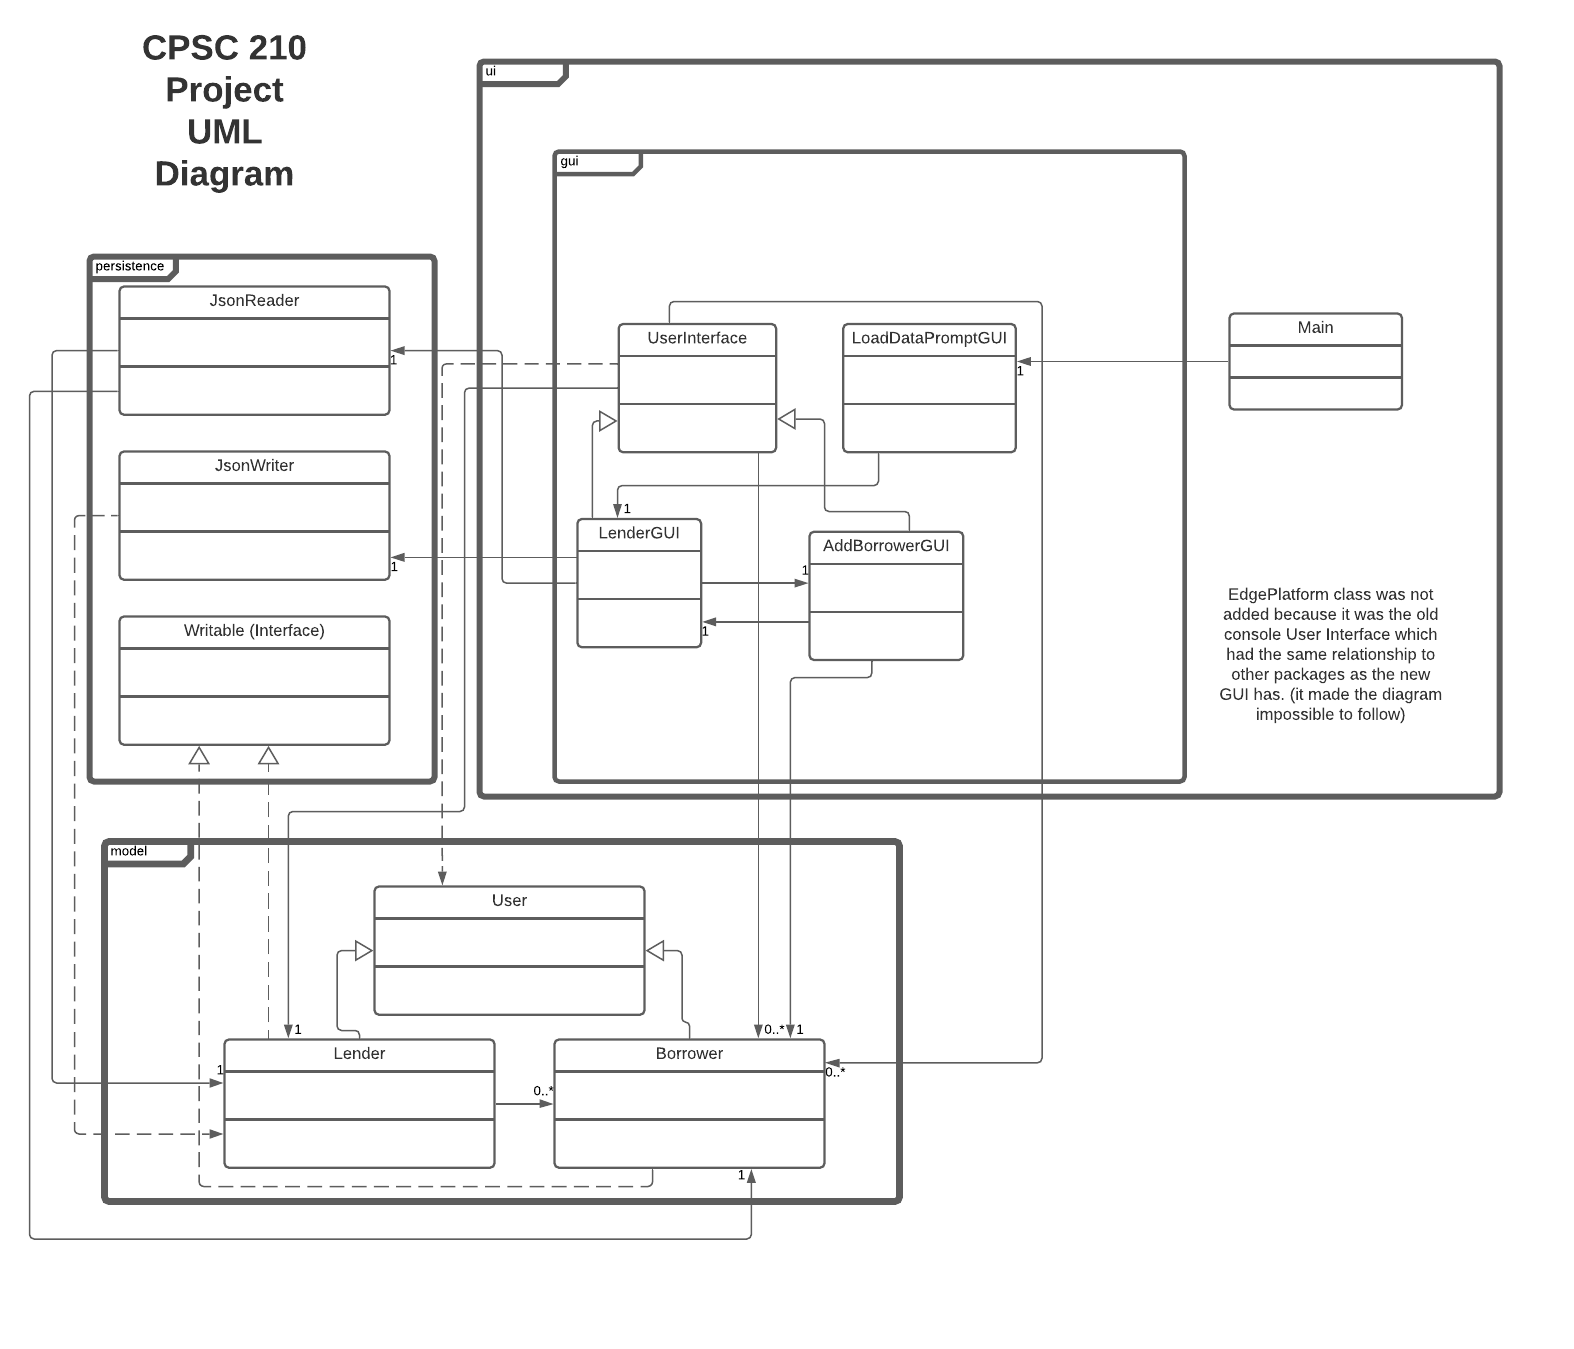 CPSC 210
Project
UML
Diagram
ui
gui
persistence
JsonReader
UserInterface
LoadDataPromptGUI
Main
1
1
JsonWriter
1
LenderGUI
AddBorrowerGUI
1
1
1
EdgePlatform class was not
added because it was the old
console User Interface which
had the same relationship to
other packages as the new
GUI has. (it made the diagram
impossible to follow)
Writable (Interface)
model
User
1
0..*
1
Lender
Borrower
1
0..*
0..*
1